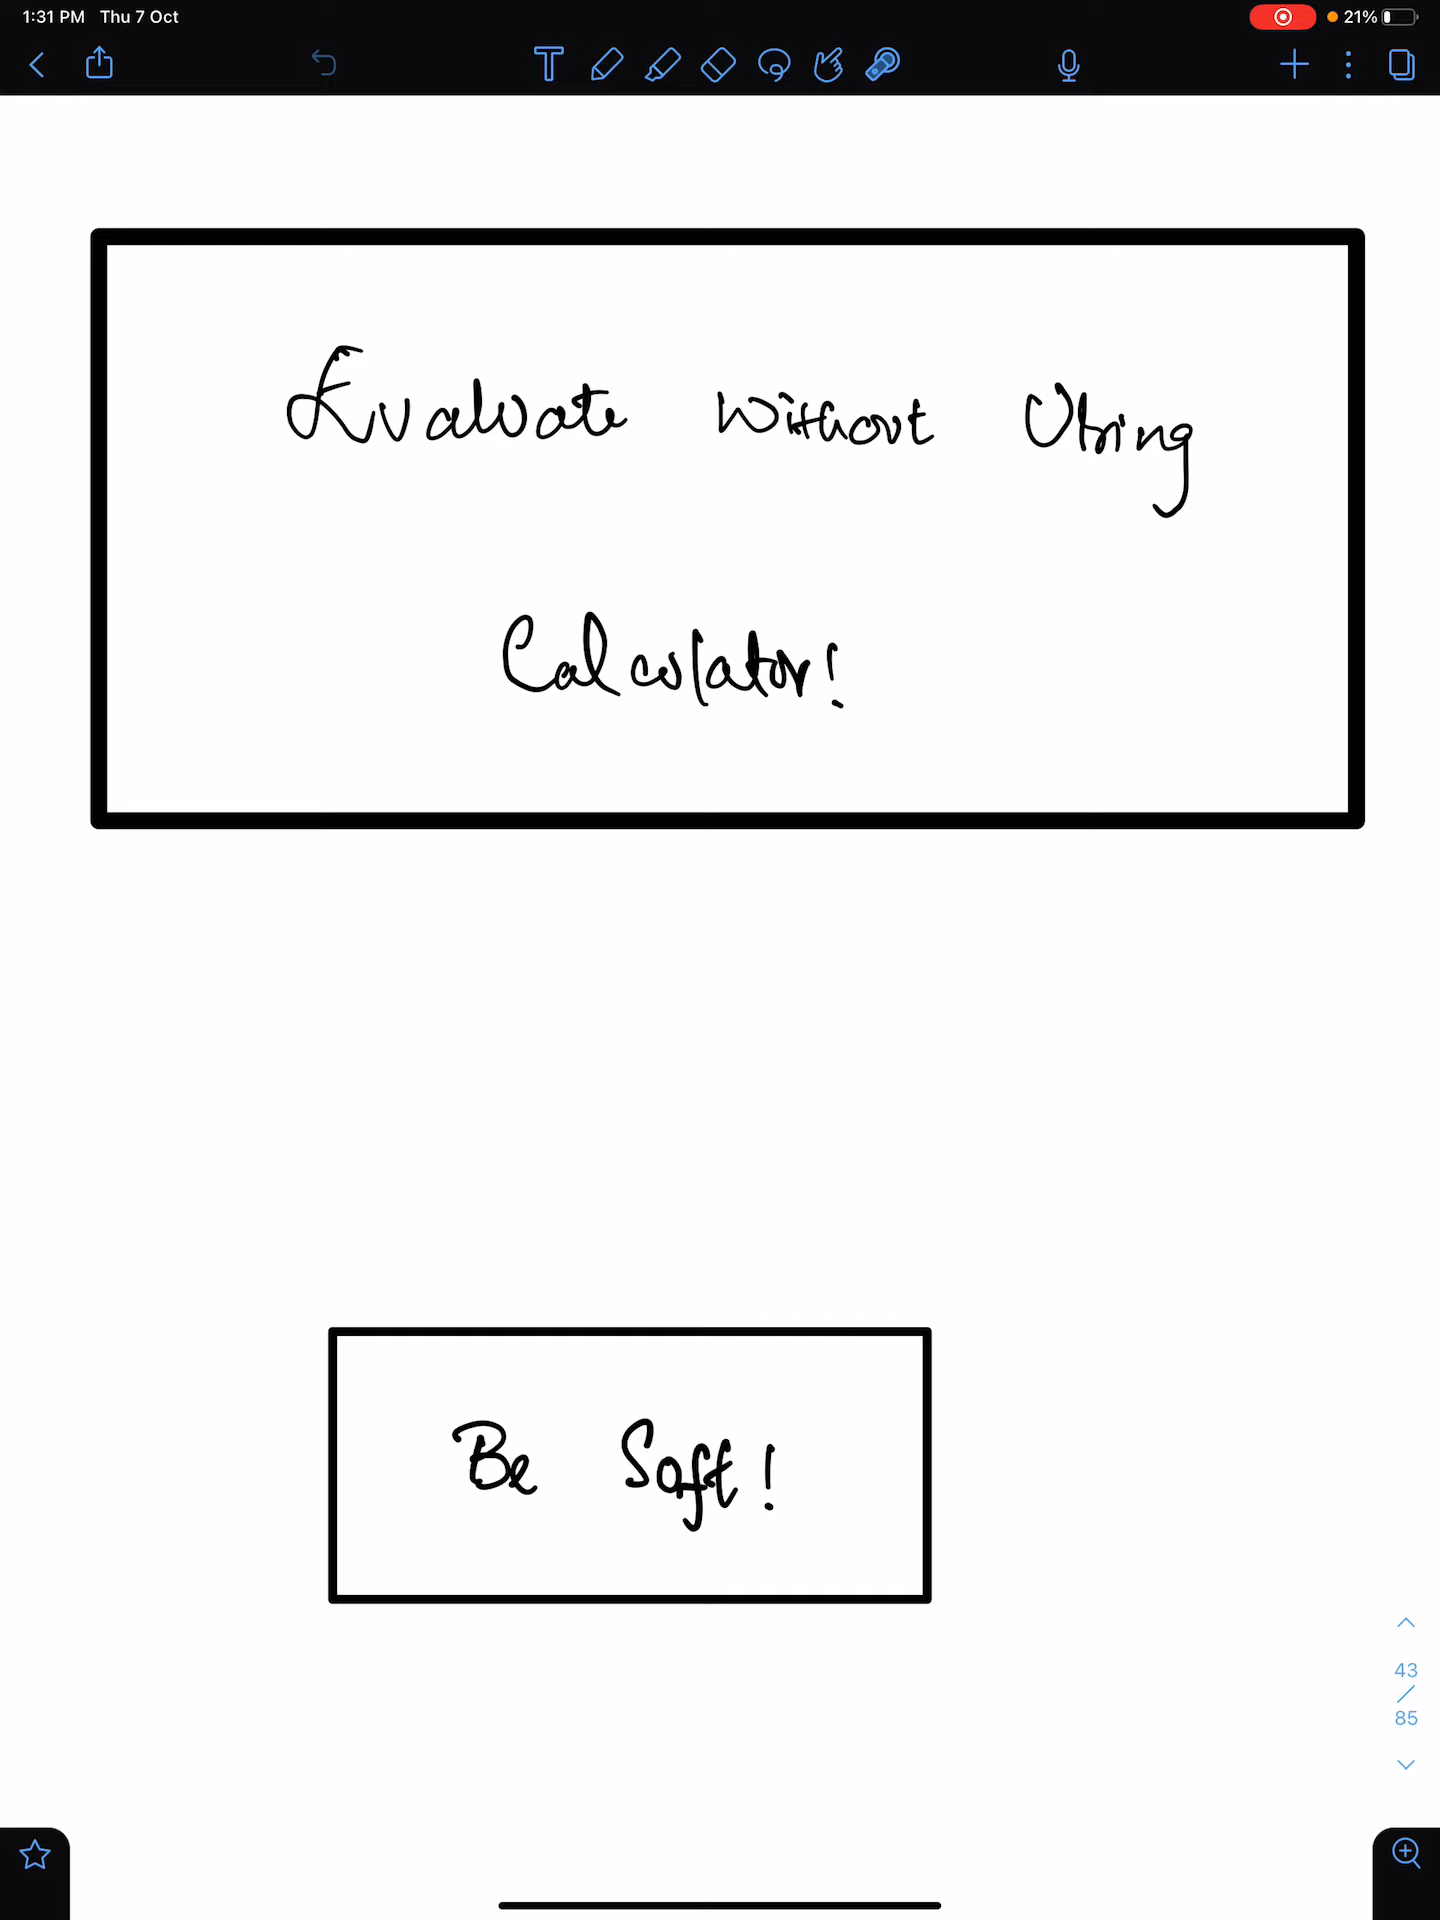 1:31 PM Thu 7 Oct
21%
T
Evaluate Without Using
Calculator!
Be Soft!
43
/
85